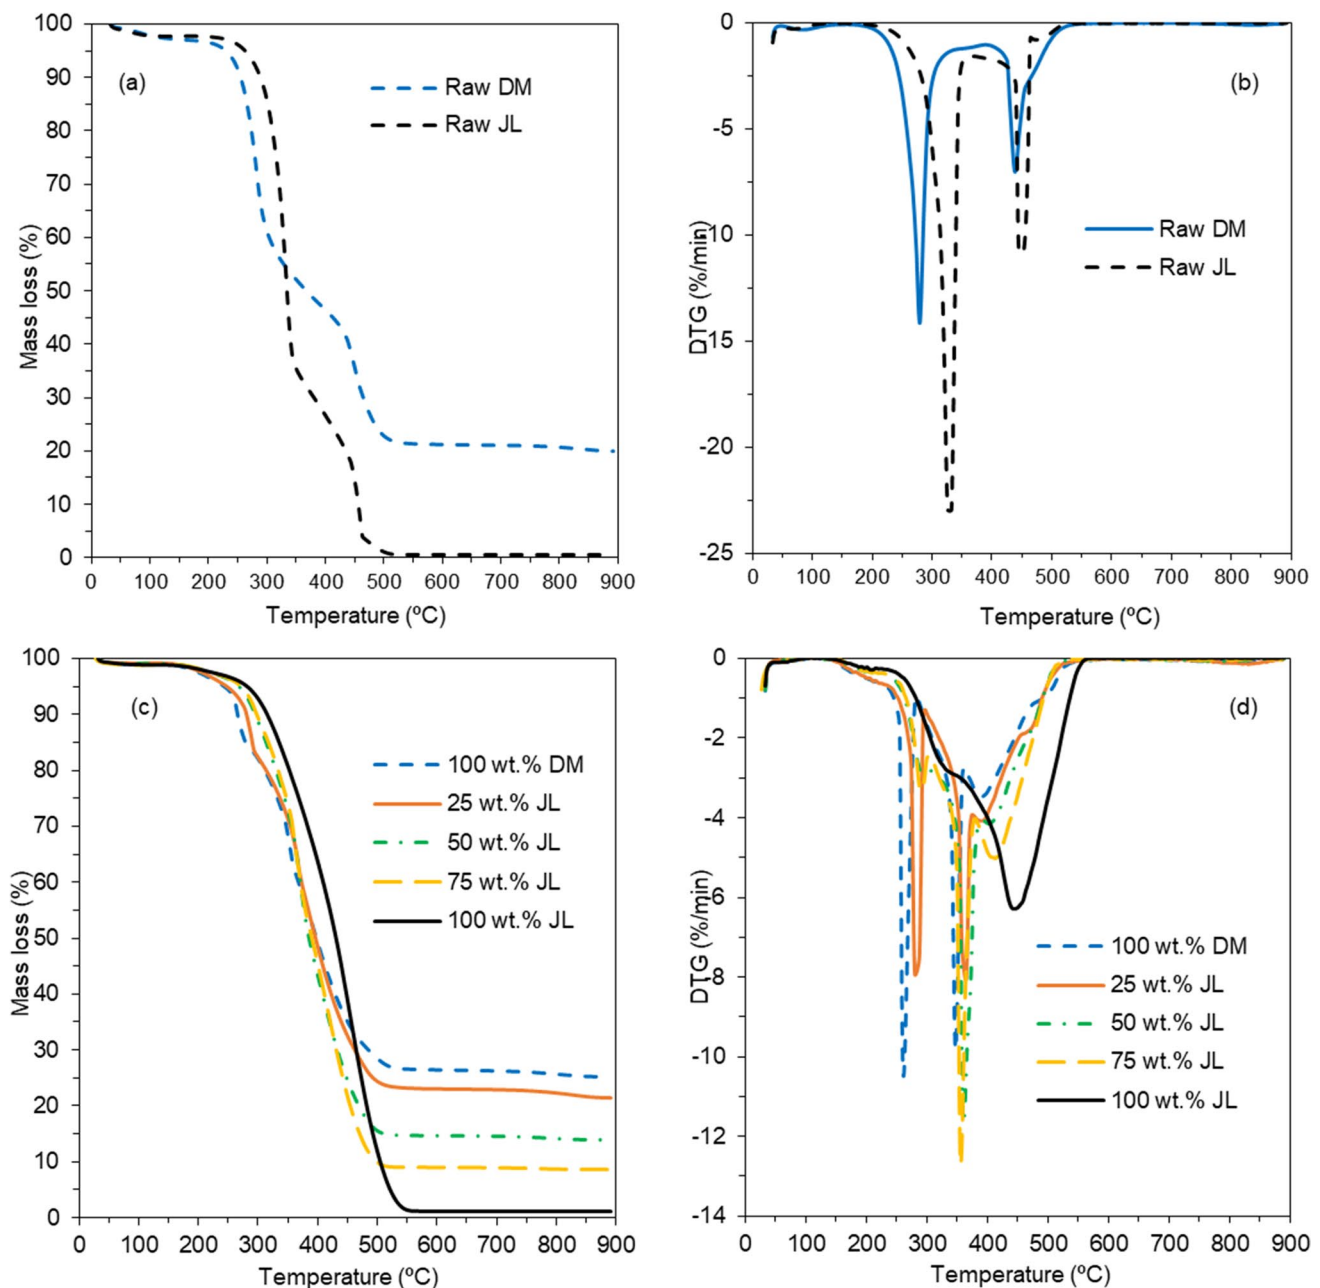 100
90
80
70
60
50
40
30
20
10
0
Mass loss (%)
(a)
Raw DM
Raw JL
0 100 200 300 400 500 600 700 800 900
Temperature (ºC)
0
-5
-10
-15
-20
-25
DTG (%/min)
(b)
Raw DM
Raw JL
0 100 200 300 400 500 600 700 800 900
Temperature (ºC)
100
90
80
70
60
50
40
30
20
10
0
Mass loss (%)
(c)
100 wt.% DM
25 wt.% JL
50 wt.% JL
75 wt.% JL
100 wt.% JL
0 100 200 300 400 500 600 700 800 900
Temperature (ºC)
0
-2
-4
-6
-8
-10
-12
-14
DTG (%/min)
(d)
100 wt.% DM
25 wt.% JL
50 wt.% JL
75 wt.% JL
100 wt.% JL
0 100 200 300 400 500 600 700 800 900
Temperature (ºC)